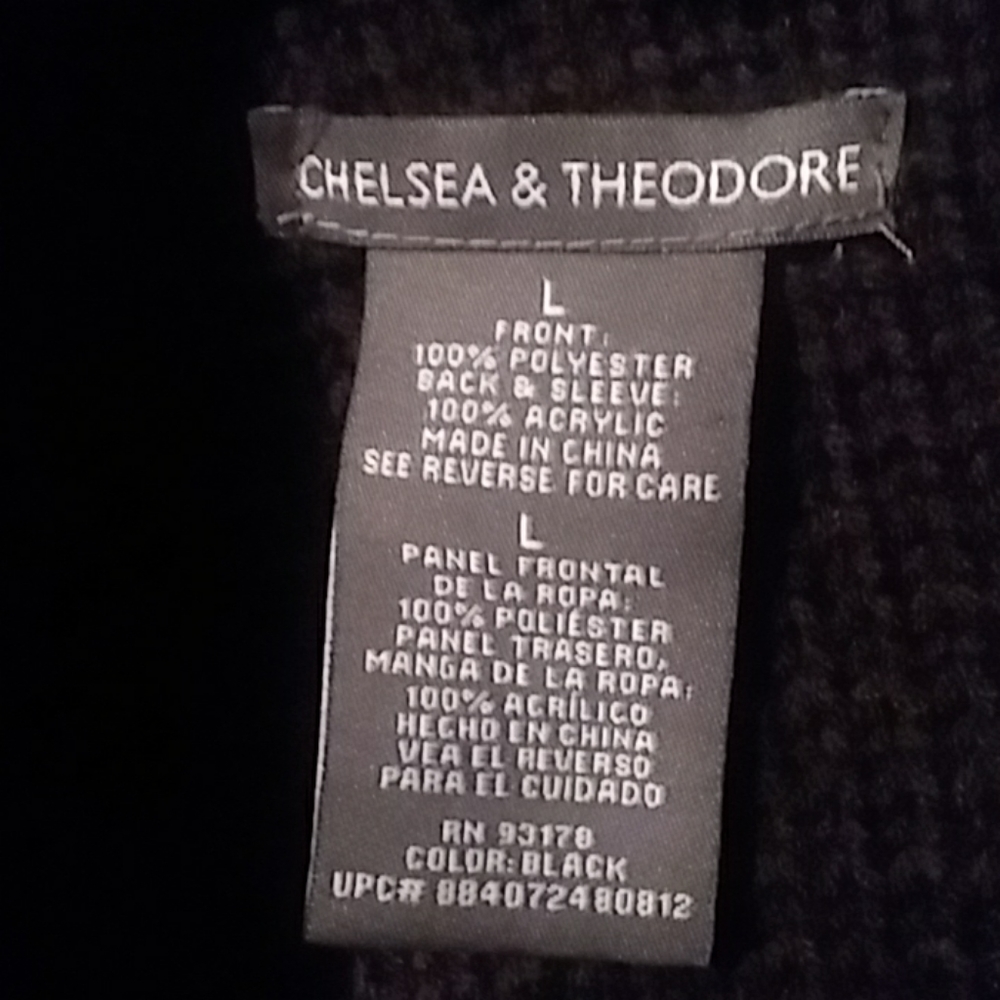 CHELSEA & THEODORE
L
FRONT:
100% POLYESTER
BACK & SLEEVE:
100% ACRYLIC
MADE IN CHINA
SEE REVERSE FOR CARE
L
PANEL FRONTAL
DE LA ROPA:
100% POLIÉSTER
PANEL TRASERO,
MANGA DE LA ROPA:
100% ACRÍLICO
HECHO EN CHINA
VEA EL REVERSO
PARA EL CUIDADO
RN 93178
COLOR: BLACK
UPC# 884072480812